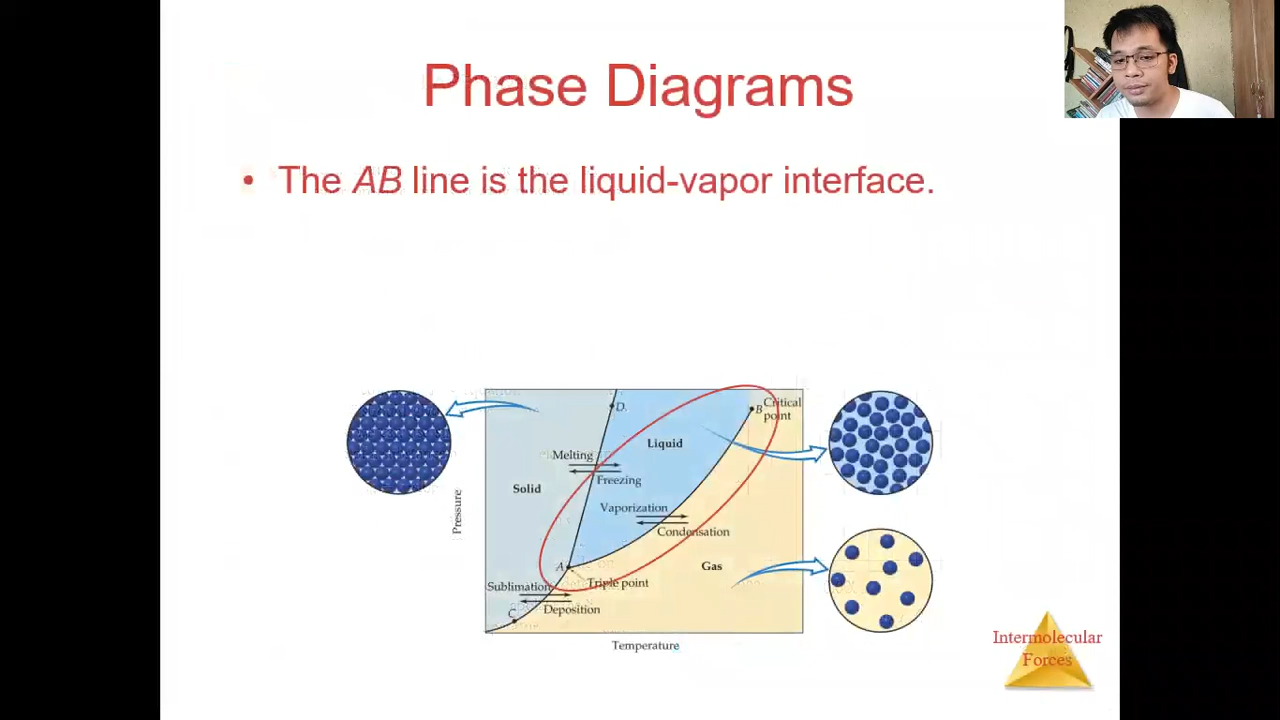 Phase Diagrams
• The AB line is the liquid-vapor interface.
D
B Critical
point
Liquid
Melting
Freezing
Solid
Pressure
Vaporization
Condensation
A
Gas
Triple point
Sublimation
Deposition
C
Temperature
Intermolecular
Forces